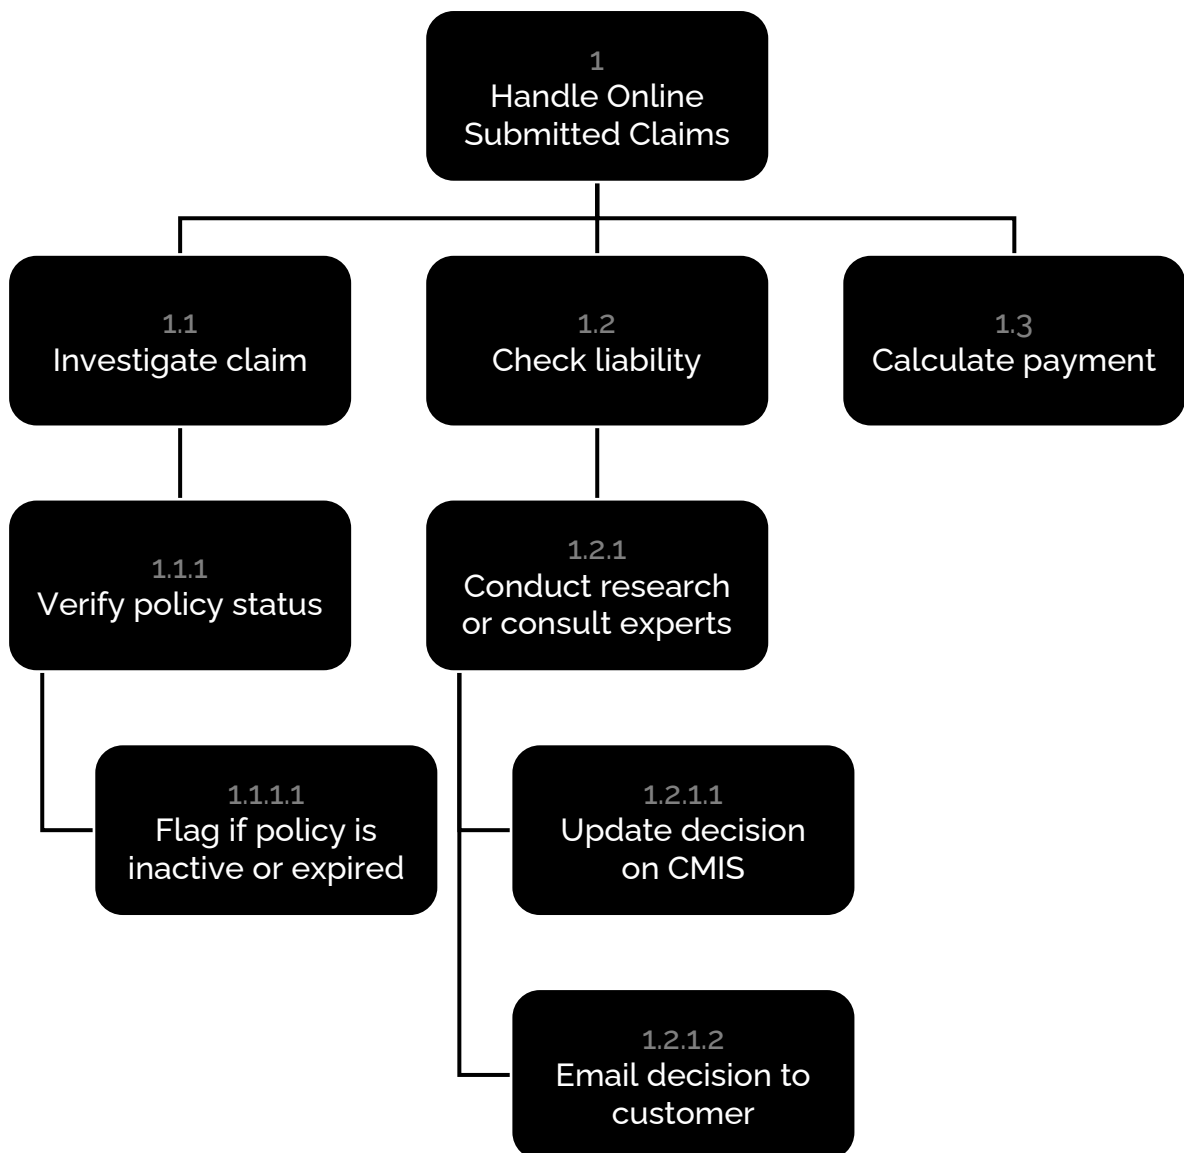 1
Handle Online
Submitted Claims
1.1
Investigate claim
1.2
Check liability
1.3
Calculate payment
1.1.1
Verify policy status
1.2.1
Conduct research
or consult experts
1.1.1.1
Flag if policy is
inactive or expired
1.2.1.1
Update decision
on CMIS
1.2.1.2
Email decision to
customer